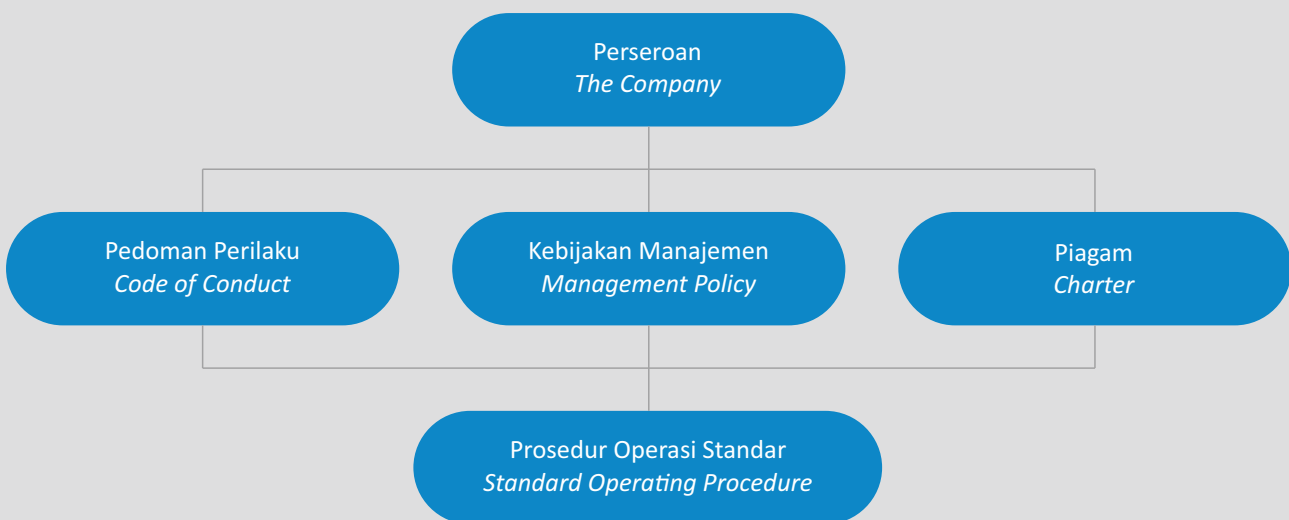 Perseroan
The Company
Pedoman Perilaku
Code of Conduct
Kebijakan Manajemen
Management Policy
Piagam
Charter
Prosedur Operasi Standar
Standard Operating Procedure